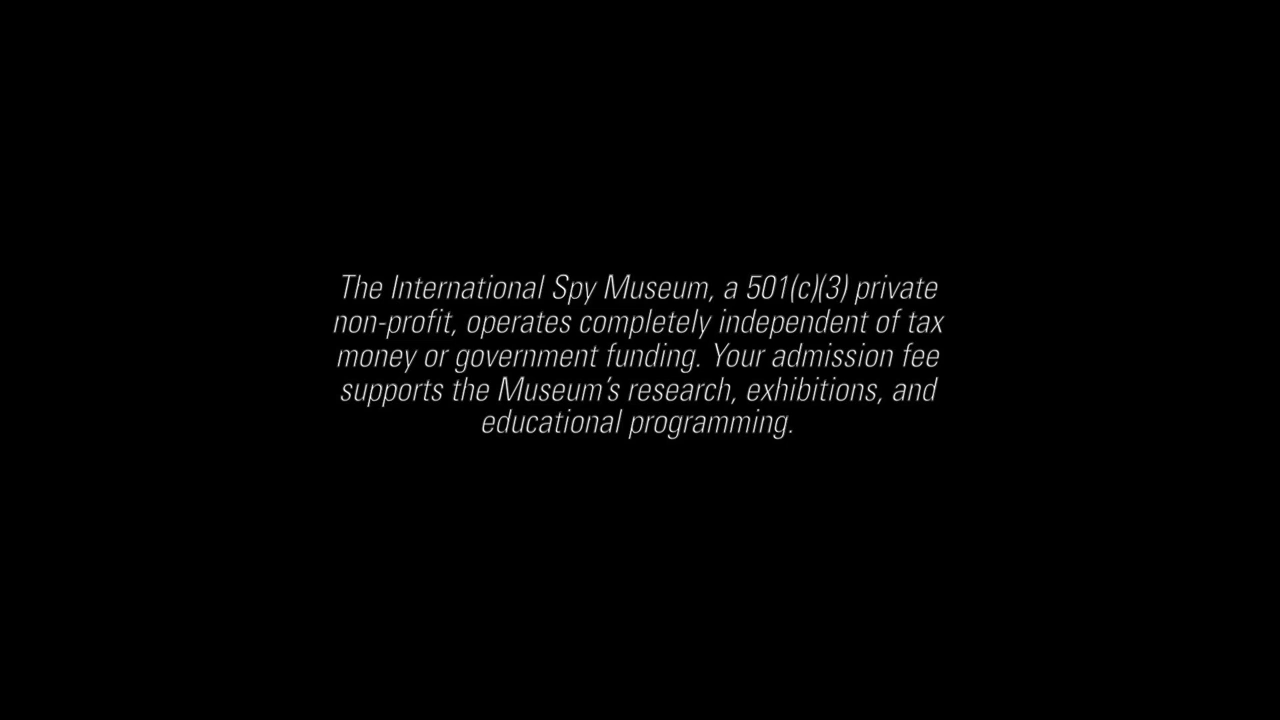 The International Spy Museum, a 501(c)(3) private
non-profit, operates completely independent of tax
money or government funding. Your admission fee
supports the Museum's research, exhibitions, and
educational programming.